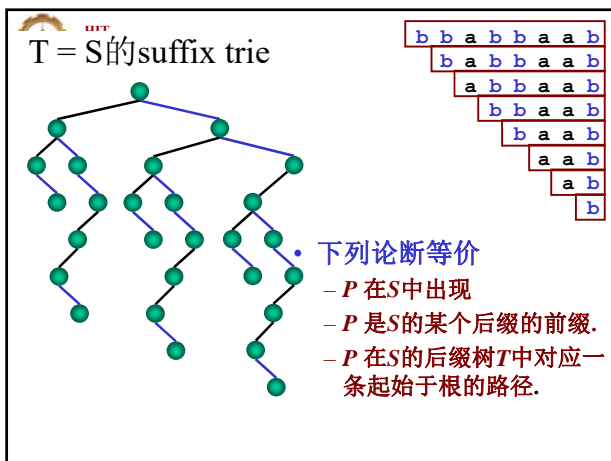 HIT
T = S的suffix trie
b b a b b a a b
b a b b a a b
a b b a a b
b b a a b
b a a b
a a b
a b
b
• 下列论断等价
– P 在S中出现
– P 是S的某个后缀的前缀.
– P 在S的后缀树T中对应一
条起始于根的路径.